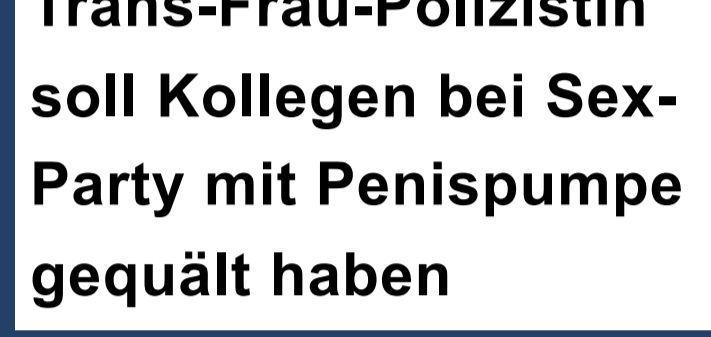 Trans-Frau-Polizistin
soll Kollegen bei Sex-
Party mit Penispumpe
gequält haben